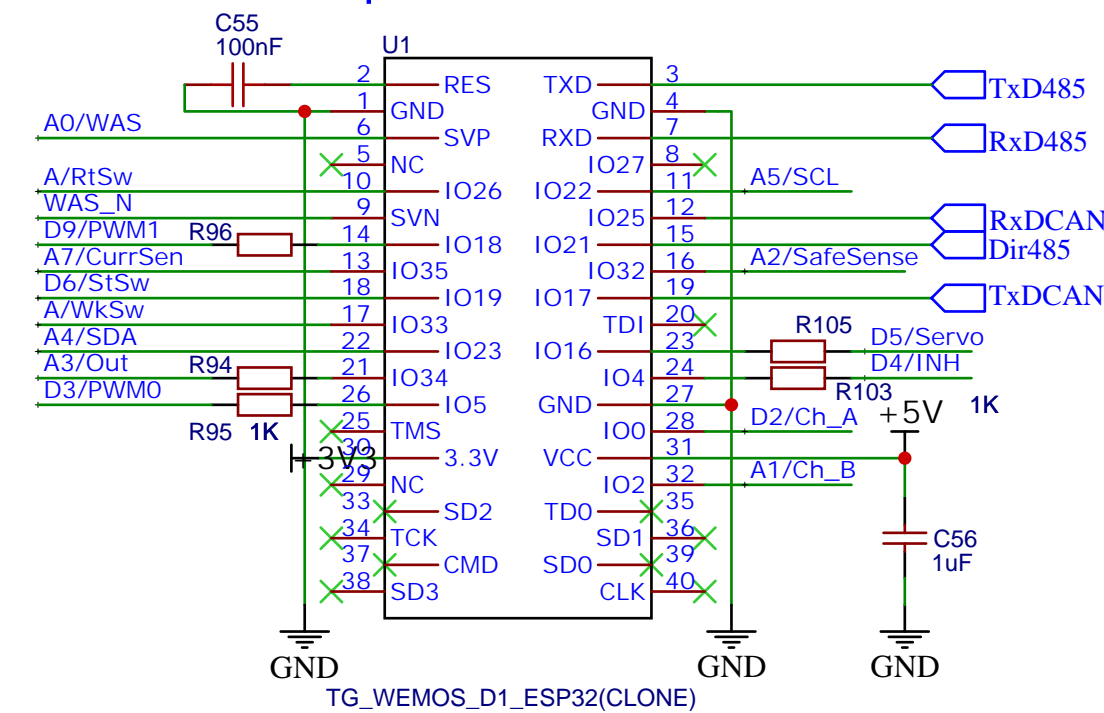 C55
100nF
U1
2 RES TXD 3 TxD485
1 GND GND 4
A0/WAS 6 SVP RXD 7 RxD485
5 NC IO27 8
A/RtSw 10 IO26 IO22 11 A5/SCL
WAS_N 9 SVN IO25 12 RxDCAN
D9/PWM1 R96 14 IO18 IO21 15 Dir485
A7/CurrSen 13 IO35 IO32 16 A2/SafeSense
D6/StSw 18 IO19 IO17 19 TxDCAN
A/WkSw 17 IO33 TDI 20
R105
A4/SDA 22 IO23 IO16 23 D5/Servo
A3/Out R94 21 IO34 IO4 24 D4/INH
R103 1K
D3/PWM0 26 IO5 GND 27 +5V
R95 1K 25 TMS IO0 28 D2/Ch_A
+3V3 30 3.3V VCC 31
29 NC IO2 32 A1/Ch_B
33 SD2 TD0 35
34 TCK SD1 36 C56
37 CMD SD0 39 1uF
38 SD3 CLK 40
GND GND GND
TG_WEMOS_D1_ESP32(CLONE)